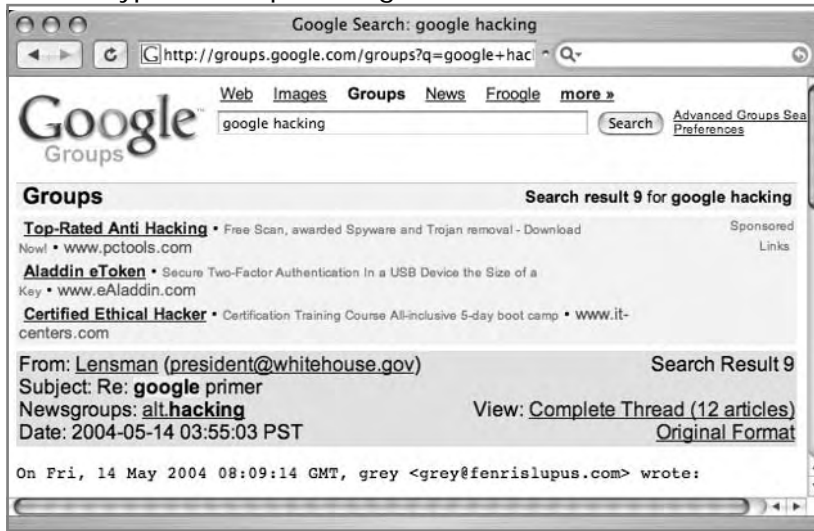 Google Search: google hacking
http://groups.google.com/groups?q=google+hac
Web Images Groups News Froogle more »
Google
Groups
google hacking
Search
Advanced Groups Sea
Preferences
Groups
Search result 9 for google hacking
Top-Rated Anti Hacking • Free Scan, awarded Spyware and Trojan removal - Download
Now! • www.pctools.com
Sponsored
Links
Aladdin eToken • Secure Two-Factor Authentication In a USB Device the Size of a
Key • www.eAladdin.com
Certified Ethical Hacker • Certification Training Course All-inclusive 5-day boot camp • www.it-
centers.com
From: Lensman (president@whitehouse.gov)
Search Result 9
Subject: Re: google primer
Newsgroups: alt.hacking
View: Complete Thread (12 articles)
Date: 2004-05-14 03:55:03 PST
Original Format
On Fri, 14 May 2004 08:09:14 GMT, grey <grey@fenrislupus.com> wrote: